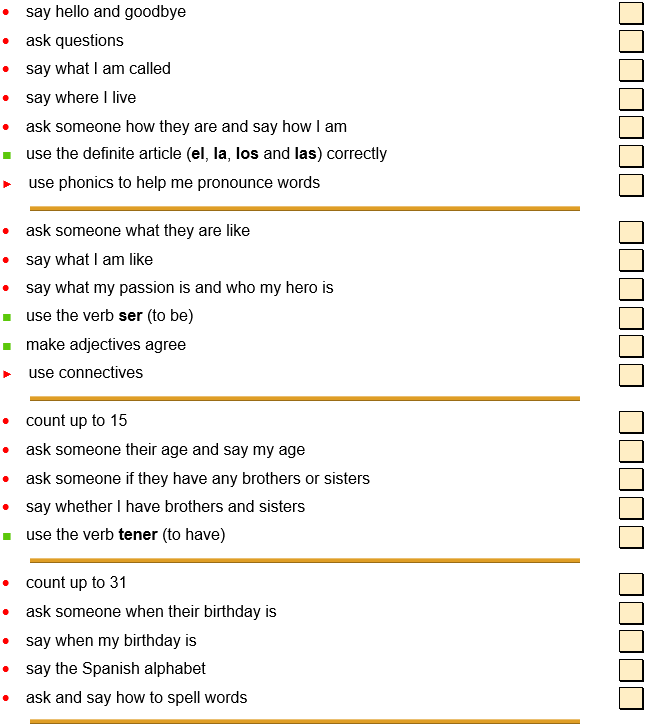 say hello and goodbye
ask questions
say what I am called
say where I live
ask someone how they are and say how I am
use the definite article (el, la, los and las) correctly
use phonics to help me pronounce words
ask someone what they are like
say what I am like
say what my passion is and who my hero is
use the verb ser (to be)
make adjectives agree
use connectives
count up to 15
ask someone their age and say my age
ask someone if they have any brothers or sisters
say whether I have brothers and sisters
use the verb tener (to have)
count up to 31
ask someone when their birthday is
say when my birthday is
say the Spanish alphabet
ask and say how to spell words